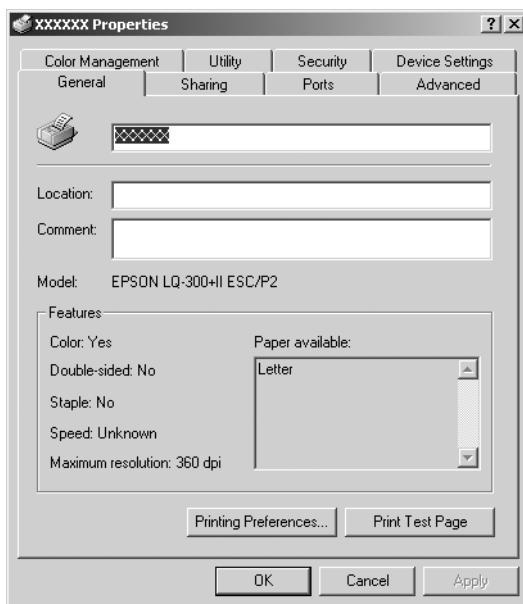 XXXXXX Properties
Color Management Utility Security Device Settings
General Sharing Ports Advanced
XXXXXX
Location:
Comment:
Model: EPSON LQ-300+II ESC/P2
Features
Color: Yes Paper available:
Double-sided: No Letter
Staple: No
Speed: Unknown
Maximum resolution: 360 dpi
Printing Preferences... Print Test Page
OK Cancel Apply